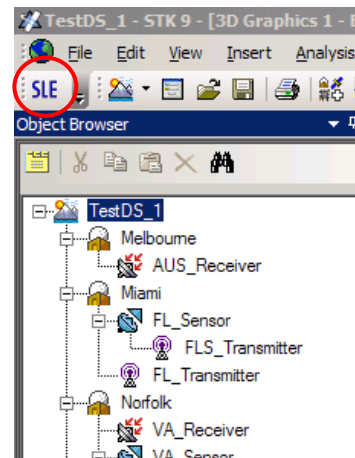 TestDS_1 - STK 9 - [3D Graphics 1 -
File Edit View Insert Analysis
SLE
Object Browser
TestDS_1
Melbourne
AUS_Receiver
Miami
FL_Sensor
FLS_Transmitter
FL_Transmitter
Norfolk
VA_Receiver
VA_Sensor